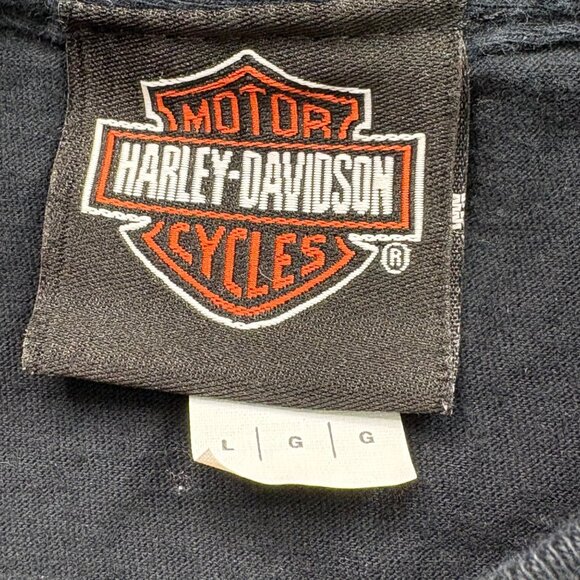 MOTOR
HARLEY-DAVIDSON
CYCLES
®
L | G | G